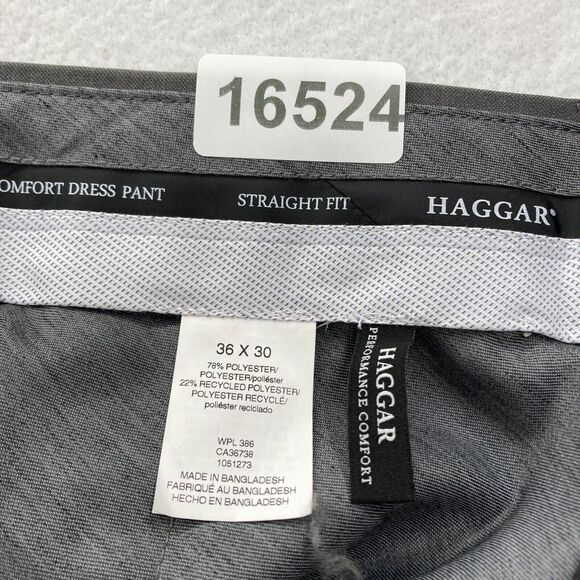 16524
OMFORT DRESS PANT STRAIGHT FIT HAGGAR®
36 X 30
78% POLYESTER/
POLYESTER/poliéster
22% RECYCLED POLYESTER/
POLYESTER RECYCLÉ/
poliéster reciclado
WPL 386
CA36738
1051273
MADE IN BANGLADESH
FABRIQUÉ AU BANGLADESH
HECHO EN BANGLADESH
HAGGAR
PERFORMANCE COMFORT